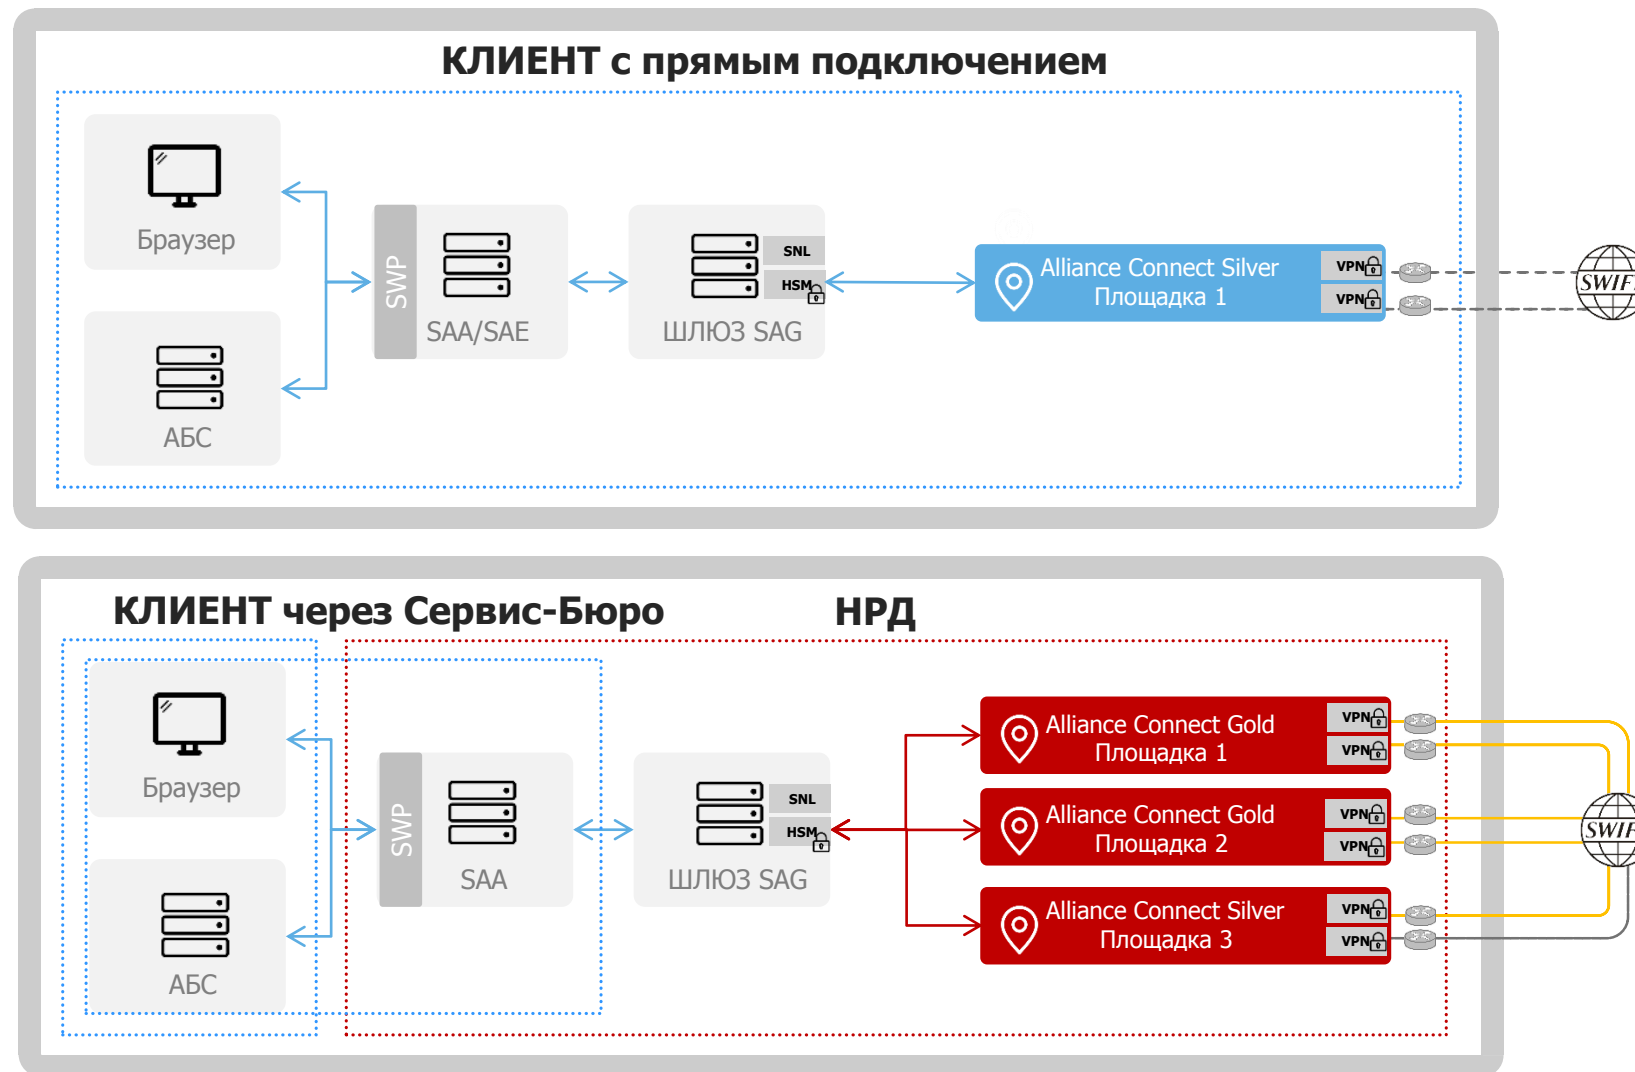 КЛИЕНТ с прямым подключением
Браузер
АБС
SWP
SAA/SAE
SNL
HSM
ШЛЮЗ SAG
Alliance Connect Silver
Площадка 1
VPN
VPN
SWIF
КЛИЕНТ через Сервис-Бюро
НРД
Браузер
АБС
SWP
SAA
SNL
HSM
ШЛЮЗ SAG
Alliance Connect Gold
Площадка 1
VPN
VPN
Alliance Connect Gold
Площадка 2
VPN
VPN
Alliance Connect Silver
Площадка 3
VPN
VPN
SWIF